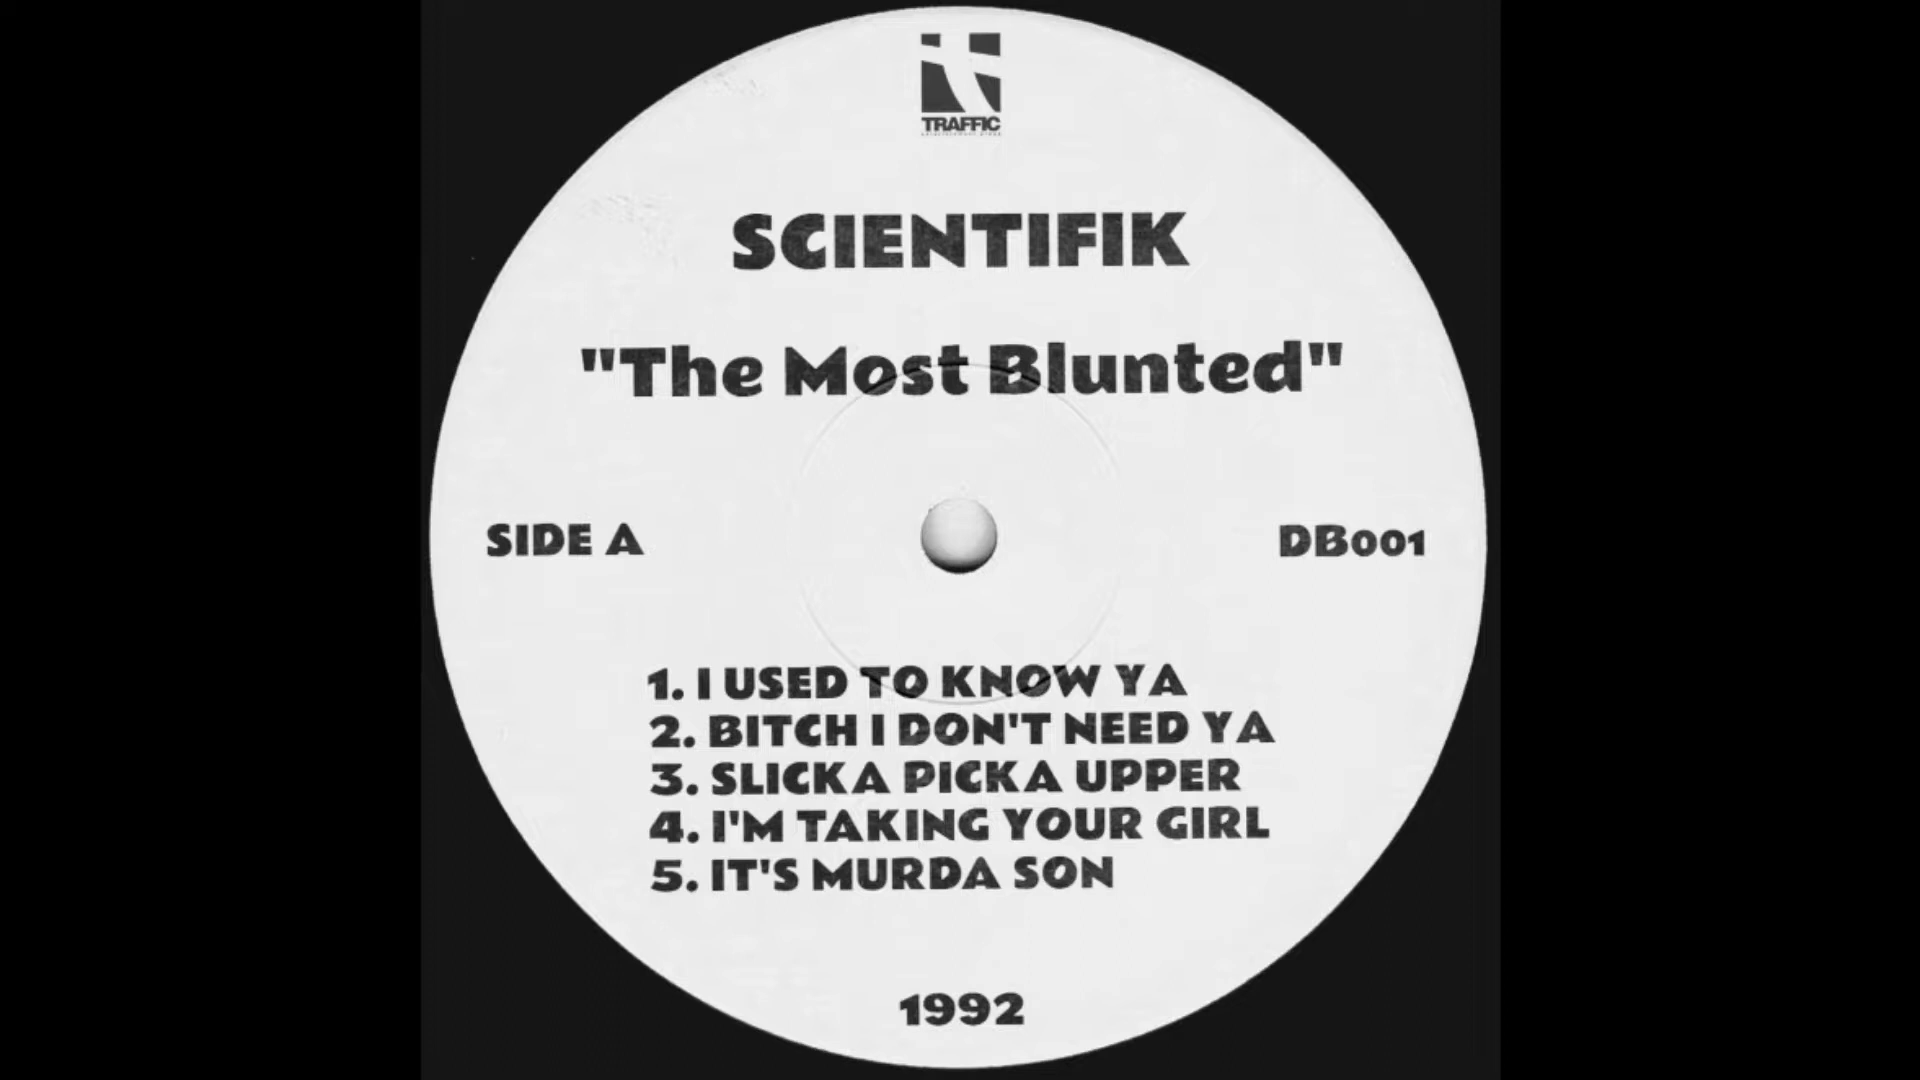 TRAFFIC
SCIENTIFIK
"The Most Blunted"
SIDE A
DB001
1. I USED TO KNOW YA
2. BITCH I DON'T NEED YA
3. SLICKA PICKA UPPER
4. I'M TAKING YOUR GIRL
5. IT'S MURDA SON
1992